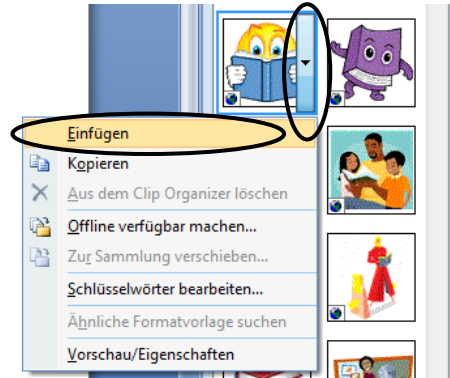 Einfügen
Kopieren
Aus dem Clip Organizer löschen
Offline verfügbar machen...
Zur Sammlung verschieben...
Schlüsselwörter bearbeiten...
Ähnliche Formatvorlage suchen
Vorschau/Eigenschaften